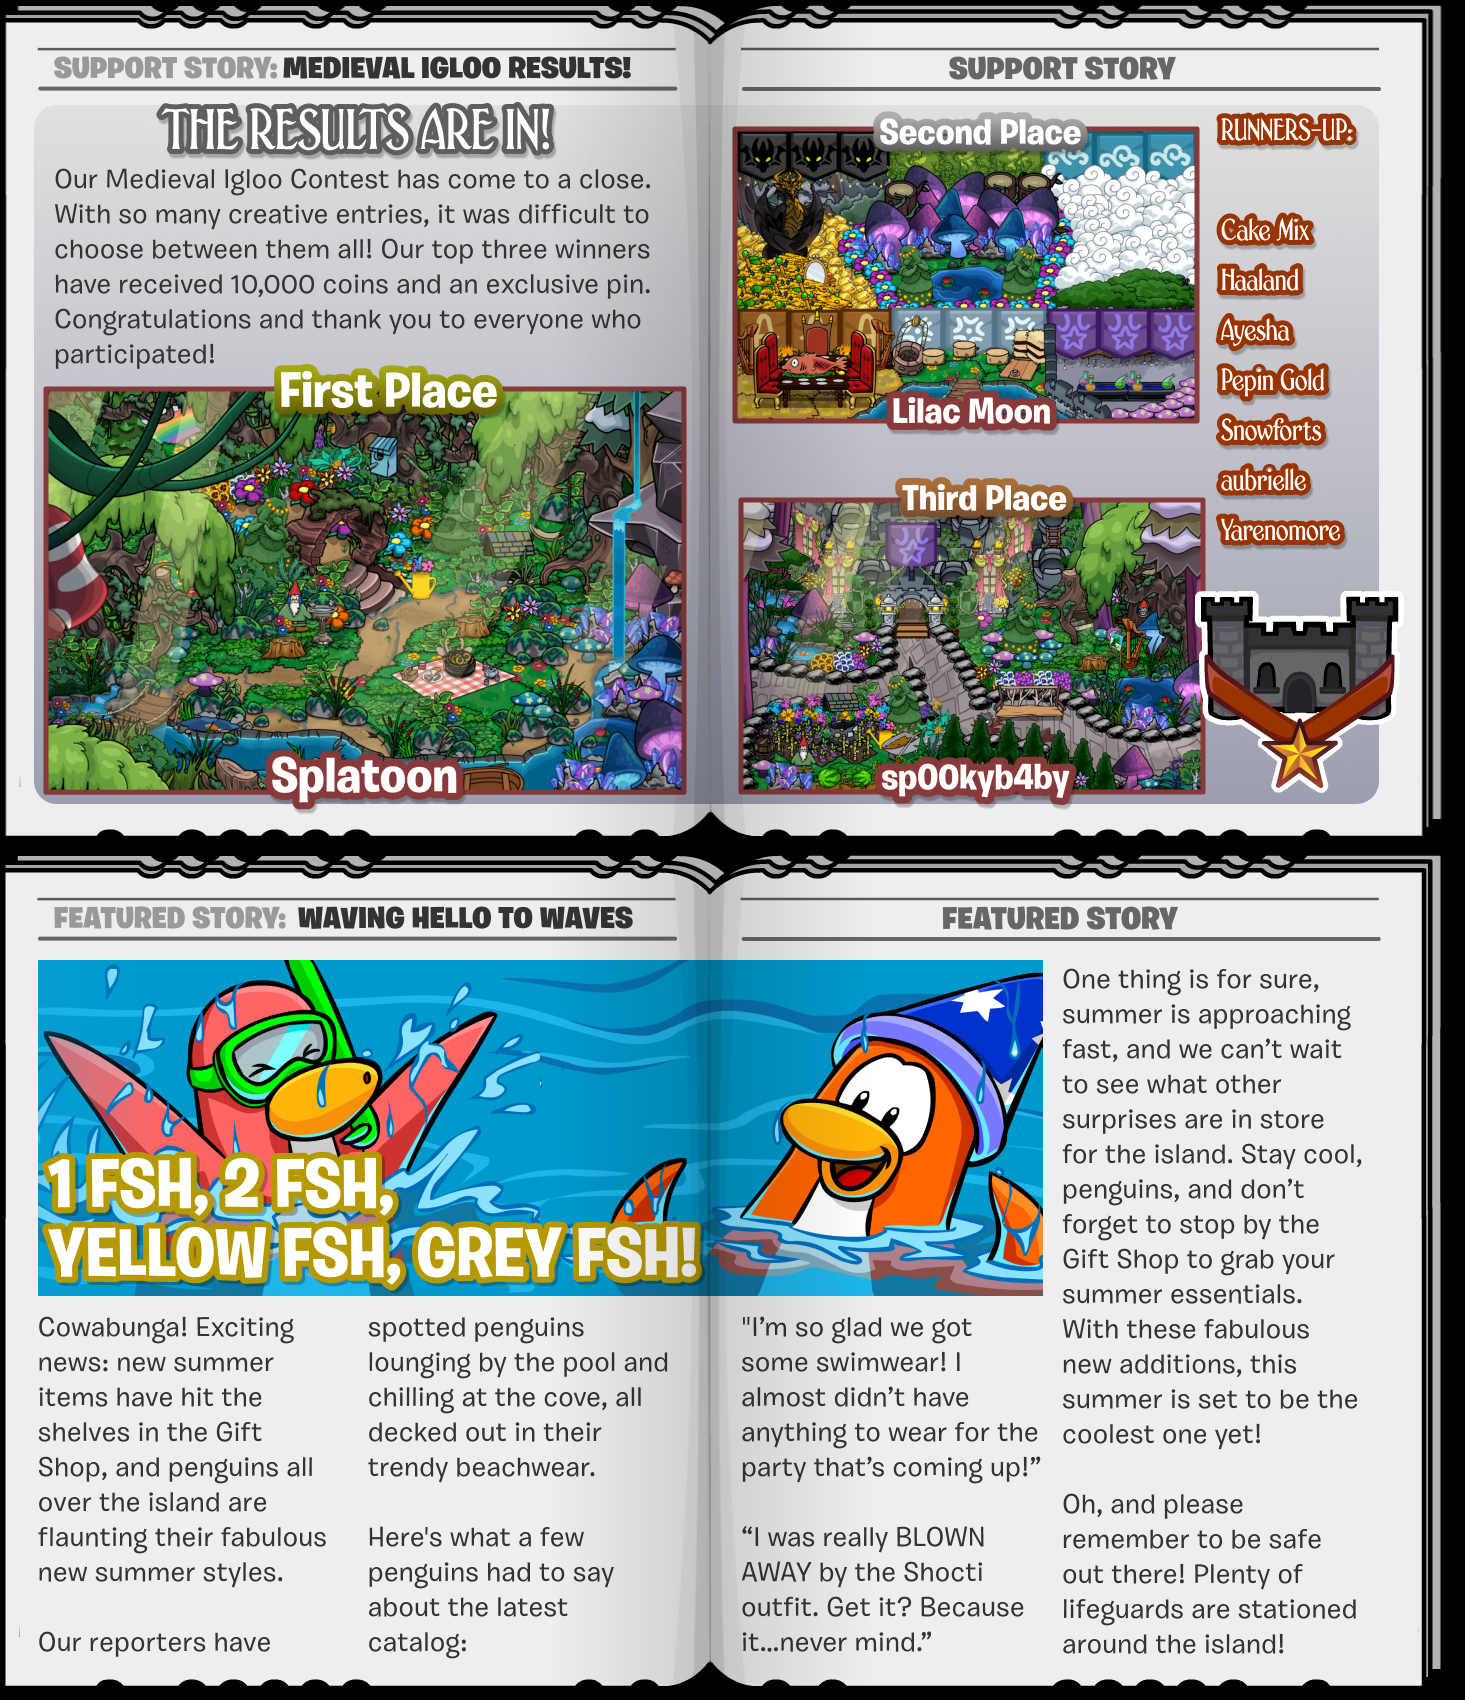 SUPPORT STORY: MEDIEVAL IGLOO RESULTS!
THE RESULTS ARE IN!
Our Medieval Igloo Contest has come to a close.
With so many creative entries, it was difficult to
choose between them all! Our top three winners
have received 10,000 coins and an exclusive pin.
Congratulations and thank you to everyone who
participated!
First Place
Splatoon
SUPPORT STORY
Second Place
Lilac Moon
Third Place
sp00kyb4by
RUNNERS-UP:
Cake Mix
Haaland
Ayesha
Pepin Gold
Snowforts
aubrielle
Yarenomore
FEATURED STORY: WAVING HELLO TO WAVES
1 FSH, 2 FSH,
YELLOW FSH, GREY FSH!
Cowabunga! Exciting
news: new summer
items have hit the
shelves in the Gift
Shop, and penguins all
over the island are
flaunting their fabulous
new summer styles.
Our reporters have
spotted penguins
lounging by the pool and
chilling at the cove, all
decked out in their
trendy beachwear.
Here's what a few
penguins had to say
about the latest
catalog:
FEATURED STORY
"I’m so glad we got
some swimwear! I
almost didn’t have
anything to wear for the
party that’s coming up!”
“I was really BLOWN
AWAY by the Shocti
outfit. Get it? Because
it...never mind.”
One thing is for sure,
summer is approaching
fast, and we can’t wait
to see what other
surprises are in store
for the island. Stay cool,
penguins, and don’t
forget to stop by the
Gift Shop to grab your
summer essentials.
With these fabulous
new additions, this
summer is set to be the
coolest one yet!
Oh, and please
remember to be safe
out there! Plenty of
lifeguards are stationed
around the island!